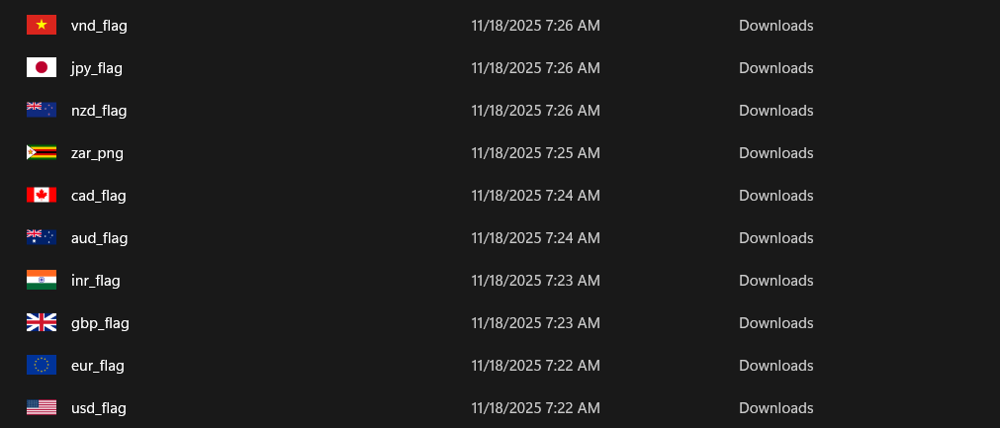 vnd_flag 11/18/2025 7:26 AM Downloads
jpy_flag 11/18/2025 7:26 AM Downloads
nzd_flag 11/18/2025 7:26 AM Downloads
zar_png 11/18/2025 7:25 AM Downloads
cad_flag 11/18/2025 7:24 AM Downloads
aud_flag 11/18/2025 7:24 AM Downloads
inr_flag 11/18/2025 7:23 AM Downloads
gbp_flag 11/18/2025 7:23 AM Downloads
eur_flag 11/18/2025 7:22 AM Downloads
usd_flag 11/18/2025 7:22 AM Downloads